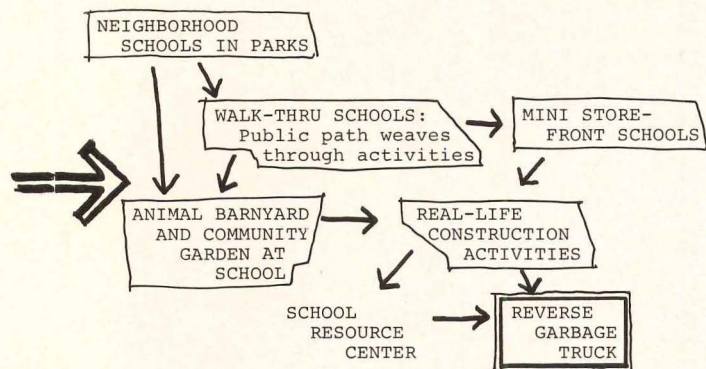 NEIGHBORHOOD
SCHOOLS IN PARKS
WALK-THRU SCHOOLS:
Public path weaves
through activities
MINI STORE-
FRONT SCHOOLS
ANIMAL BARNYARD
AND COMMUNITY
GARDEN AT
SCHOOL
REAL-LIFE
CONSTRUCTION
ACTIVITIES
SCHOOL
RESOURCE
CENTER
REVERSE
GARBAGE
TRUCK